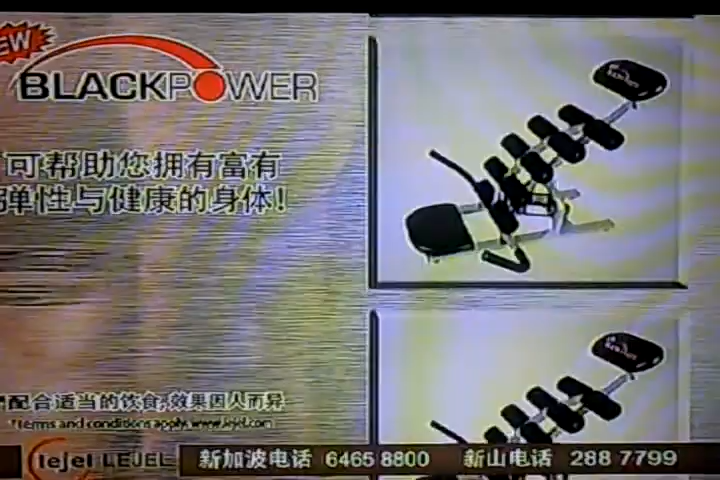 NEW
BLACKPOWER
可帮助您拥有富有
弹性与健康的身体！
配合适当的饮食,效果因人而异
*terms and conditions apply. www.lejel.com
lejel LEJEL 新加波电话 6465 8800 新山电话 288 7799